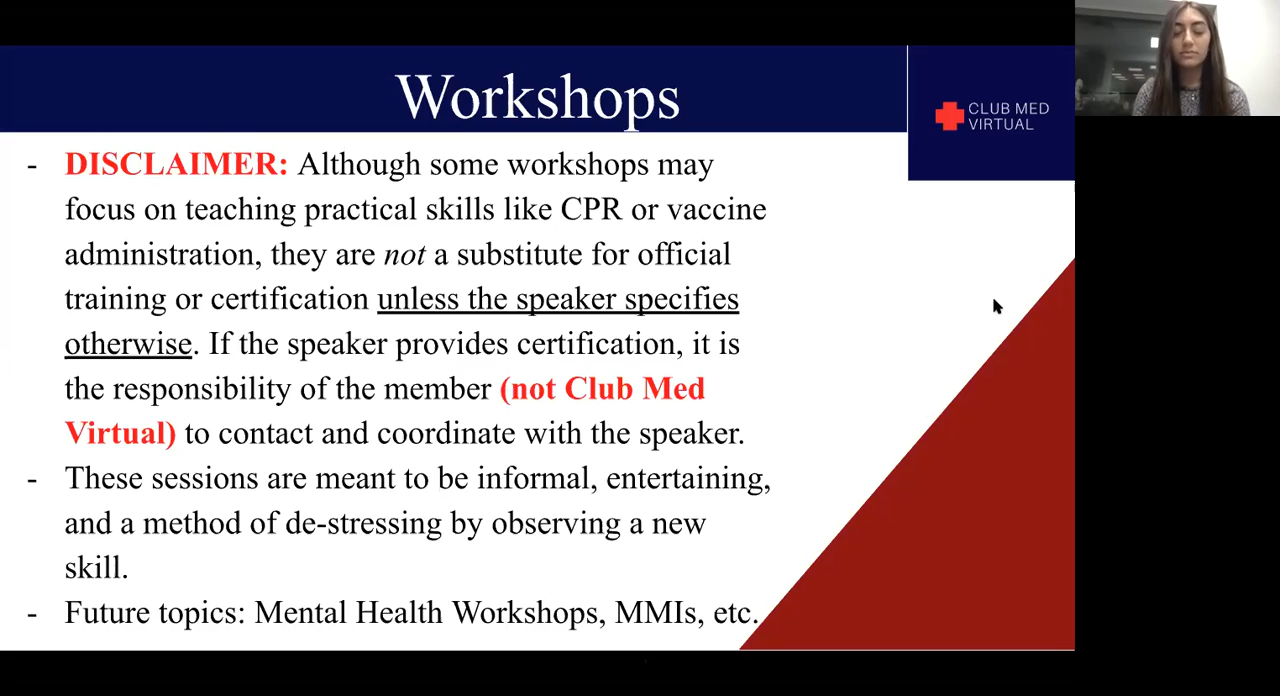 Workshops
CLUB MED
VIRTUAL
- DISCLAIMER: Although some workshops may
focus on teaching practical skills like CPR or vaccine
administration, they are not a substitute for official
training or certification unless the speaker specifies
otherwise. If the speaker provides certification, it is
the responsibility of the member (not Club Med
Virtual) to contact and coordinate with the speaker.
- These sessions are meant to be informal, entertaining,
and a method of de-stressing by observing a new
skill.
- Future topics: Mental Health Workshops, MMIs, etc.